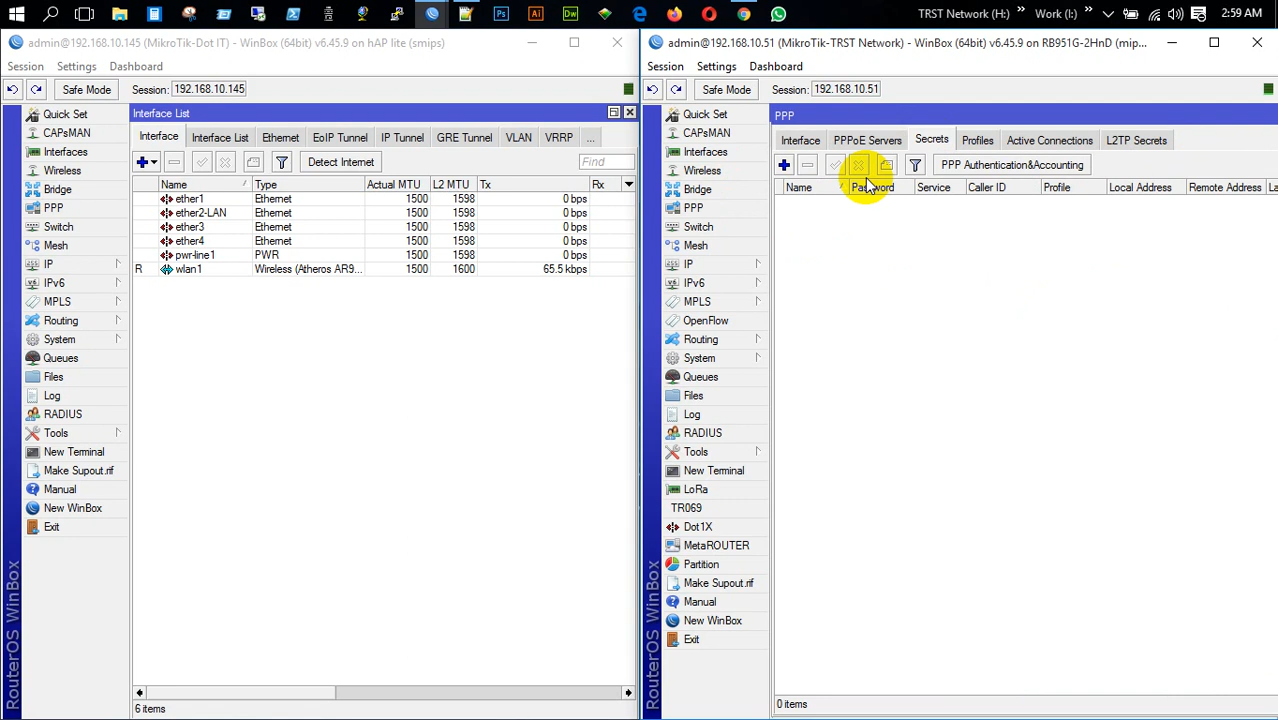 TRST Network (H:) Work (I:) 2:59 AM
admin@192.168.10.145 (MikroTik-Dot IT) - WinBox (64bit) v6.45.9 on hAP lite (smips)
Session Settings Dashboard
Safe Mode Session: 192.168.10.145
RouterOS WinBox
Quick Set
CAPsMAN
Interfaces
Wireless
Bridge
PPP
Switch
Mesh
IP
IPv6
MPLS
Routing
System
Queues
Files
Log
RADIUS
Tools
New Terminal
Make Supout.rif
Manual
New WinBox
Exit
Interface List
Interface Interface List Ethernet EoIP Tunnel IP Tunnel GRE Tunnel VLAN VRRP ...
Detect Internet Find
Name Type Actual MTU L2 MTU Tx Rx
ether1 Ethernet 1500 1598 0 bps
ether2-LAN Ethernet 1500 1598 0 bps
ether3 Ethernet 1500 1598 0 bps
ether4 Ethernet 1500 1598 0 bps
pwr-line1 PWR 1500 1598 0 bps
R wlan1 Wireless (Atheros AR9... 1500 1600 65.5 kbps
6 items
admin@192.168.10.51 (MikroTik-TRST Network) - WinBox (64bit) v6.45.9 on RB951G-2HnD (mip...
Session Settings Dashboard
Safe Mode Session: 192.168.10.51
RouterOS WinBox
Quick Set
CAPsMAN
Interfaces
Wireless
Bridge
PPP
Switch
Mesh
IP
IPv6
MPLS
OpenFlow
Routing
System
Queues
Files
Log
RADIUS
Tools
New Terminal
LoRa
TR069
Dot1X
MetaROUTER
Partition
Make Supout.rif
Manual
New WinBox
Exit
PPP
Interface PPPoE Servers Secrets Profiles Active Connections L2TP Secrets
PPP Authentication&Accounting
Name Password Service Caller ID Profile Local Address Remote Address
0 items